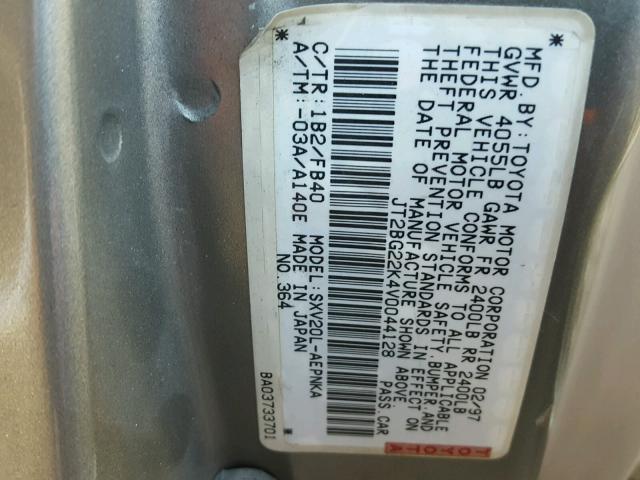 MFD.BY:TOYOTA MOTOR CORPORATION 02/97
GVWR 4055LB GAWR FR 2400LB RR 2400LB
THIS VEHICLE CONFORMS TO ALL APPLICABLE
FEDERAL MOTOR VEHICLE SAFETY,BUMPER,AND
THEFT PREVENTION STANDARDS IN EFFECT ON
THE DATE OF MANUFACTURE SHOWN ABOVE.
JT2BG22K4V0044128 PASS.CAR
TOYOTA
C/TR:1B2/FB40 MODEL:SXV20L-AEPNKA
A/TM:-03A/A140E MADE IN JAPAN
NO.364
BA03733701